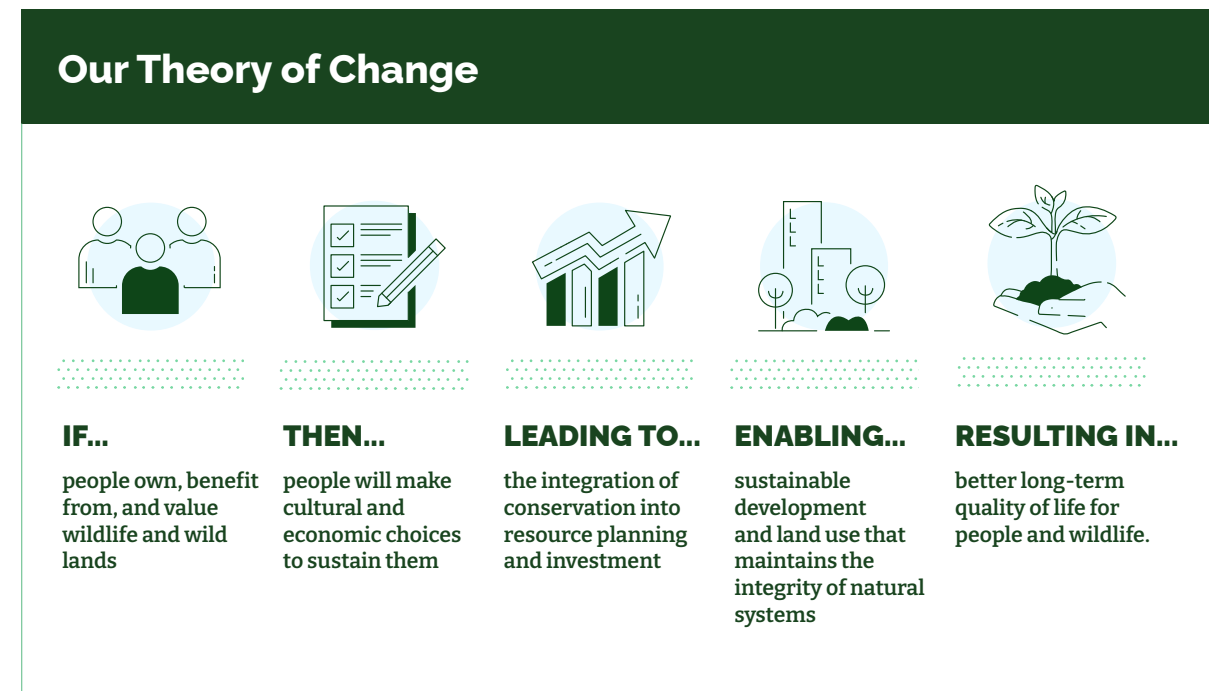 Our Theory of Change
IF...
people own, benefit
from, and value
wildlife and wild
lands
THEN...
people will make
cultural and
economic choices
to sustain them
LEADING TO...
the integration of
conservation into
resource planning
and investment
ENABLING...
sustainable
development
and land use that
maintains the
integrity of natural
systems
RESULTING IN...
better long-term
quality of life for
people and wildlife.